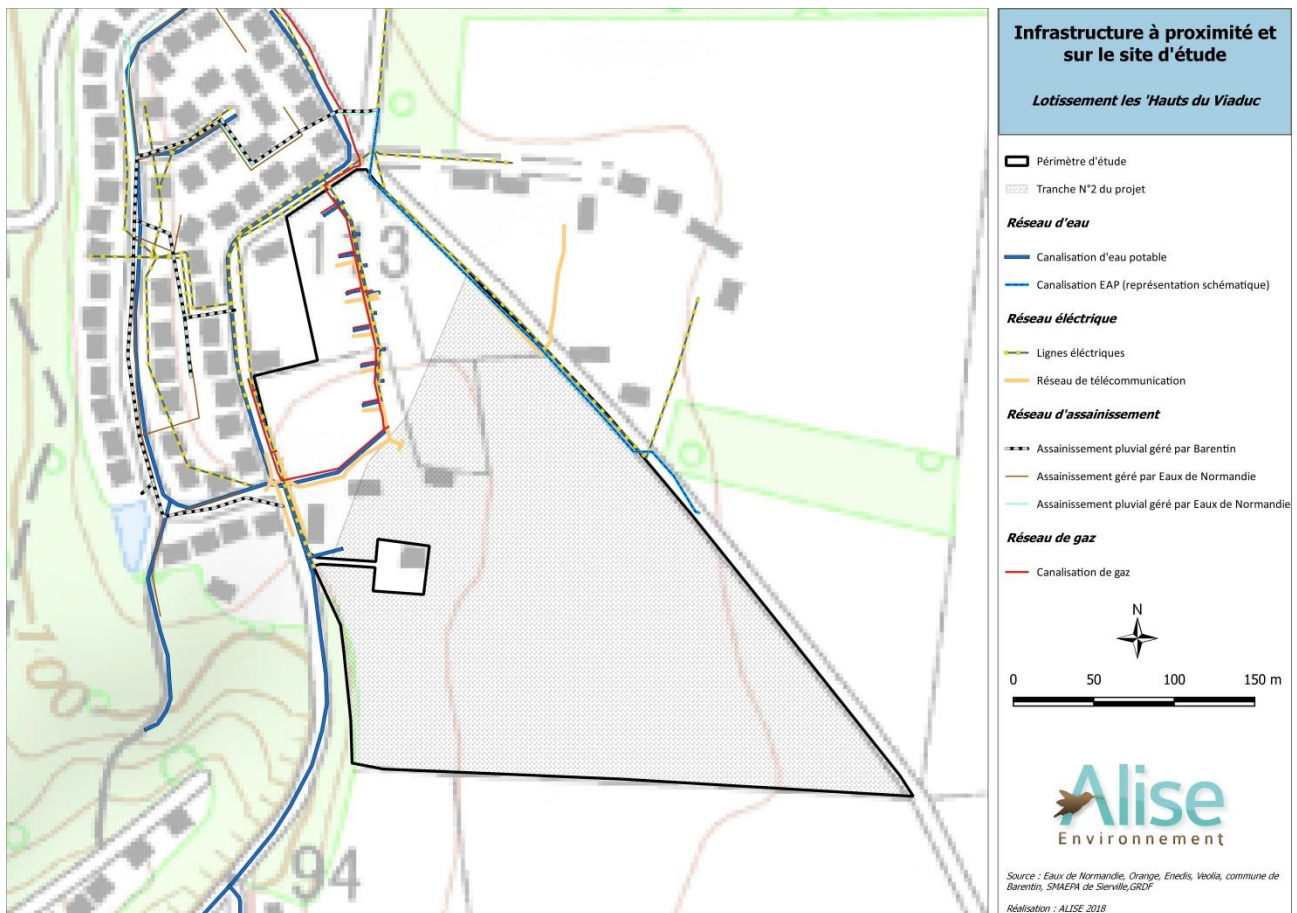 Infrastructure à proximité et
sur le site d'étude
Lotissement les 'Hauts du Viaduc
Périmètre d'étude
Tranche N°2 du projet
Réseau d'eau
Canalisation d'eau potable
Canalisation EAP (représentation schématique)
Réseau éléctrique
Lignes éléctriques
Réseau de télécommunication
Réseau d'assainissement
Assainissement pluvial géré par Barentin
Assainissement géré par Eaux de Normandie
Assainissement pluvial géré par Eaux de Normandie
Réseau de gaz
Canalisation de gaz
N
0 50 100 150 m
Alise
Environnement
Source : Eaux de Normandie, Orange, Enedis, Veolia, commune de
Barentin, SMAEPA de Sierville,GRDF
Réalisation : ALISE 2018
113
100
94